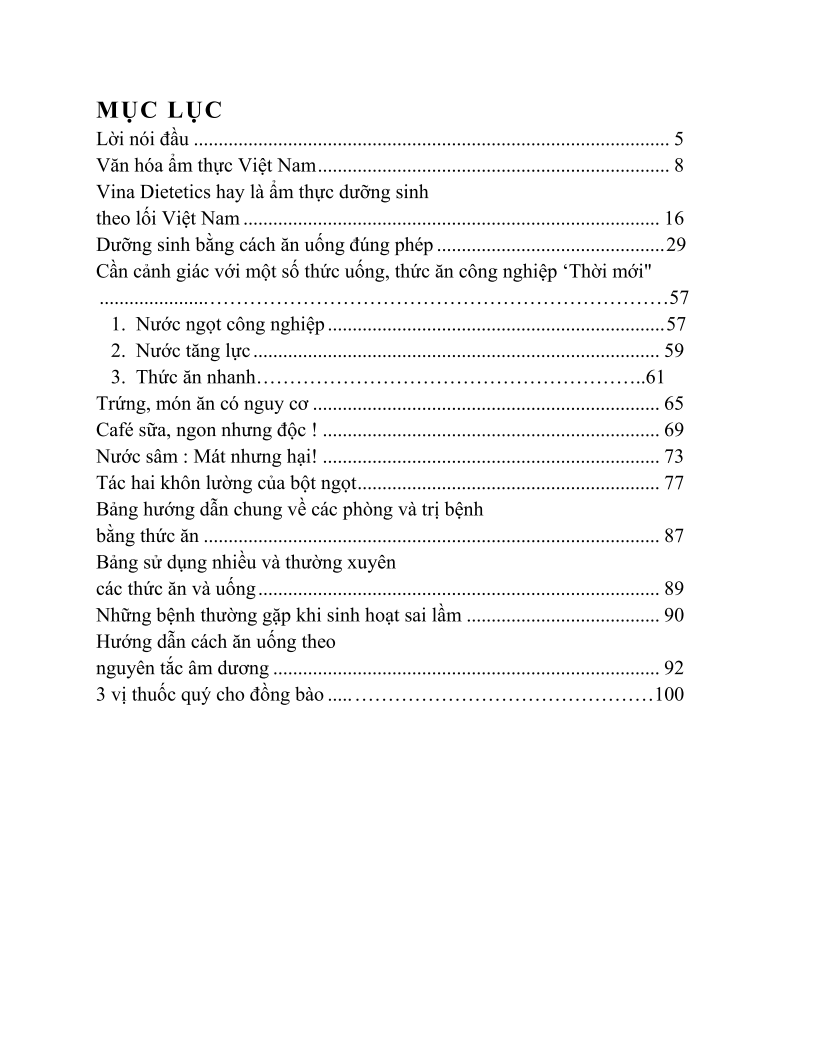 MỤC LỤC
Lời nói đầu ................................................................................................ 5
Văn hóa ẩm thực Việt Nam....................................................................... 8
Vina Dietetics hay là ẩm thực dưỡng sinh
theo lối Việt Nam .................................................................................... 16
Dưỡng sinh bằng cách ăn uống đúng phép ..............................................29
Cần cảnh giác với một số thức uống, thức ăn công nghiệp ‘Thời mới"
......................………………………………………………………………57
1. Nước ngọt công nghiệp ....................................................................57
2. Nước tăng lực .................................................................................. 59
3. Thức ăn nhanh…………………………………………………..61
Trứng, món ăn có nguy cơ ...................................................................... 65
Café sữa, ngon nhưng độc ! .................................................................... 69
Nước sâm : Mát nhưng hại! .................................................................... 73
Tác hai khôn lường của bột ngọt............................................................. 77
Bảng hướng dẫn chung về các phòng và trị bệnh
bằng thức ăn ............................................................................................ 87
Bảng sử dụng nhiều và thường xuyên
các thức ăn và uống................................................................................. 89
Những bệnh thường gặp khi sinh hoạt sai lầm ....................................... 90
Hướng dẫn cách ăn uống theo
nguyên tắc âm dương .............................................................................. 92
3 vị thuốc quý cho đồng bào .....………………………………………100